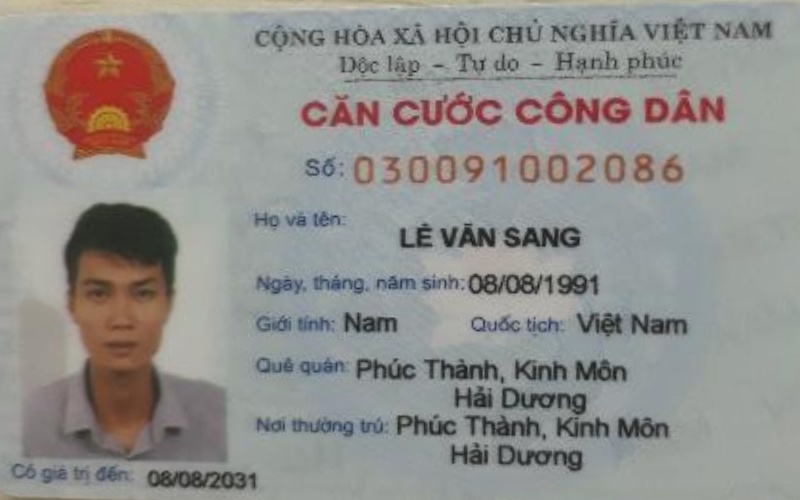 CỘNG HÒA XÃ HỘI CHỦ NGHĨA VIỆT NAM
Độc lập - Tự do - Hạnh phúc
CĂN CƯỚC CÔNG DÂN
Số: 030091002086
Họ và tên:
LÊ VĂN SANG
Ngày, tháng, năm sinh: 08/08/1991
Giới tính: Nam Quốc tịch: Việt Nam
Quê quán: Phúc Thành, Kinh Môn
Hải Dương
Nơi thường trú: Phúc Thành, Kinh Môn
Hải Dương
Có giá trị đến: 08/08/2031